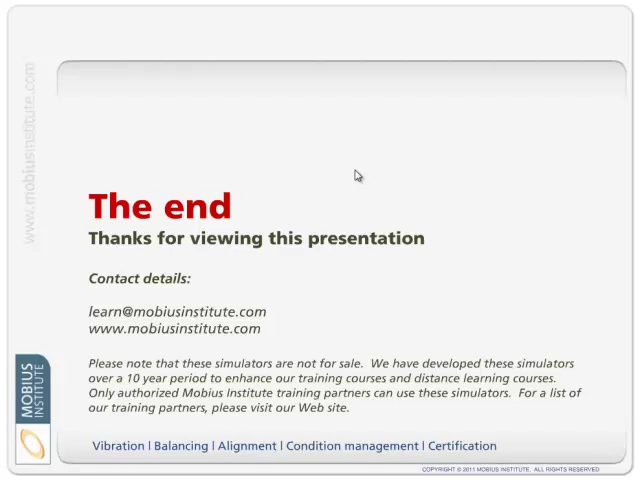 www.mobiusinstitute.com
The end
Thanks for viewing this presentation
Contact details:
learn@mobiusinstitute.com
www.mobiusinstitute.com
Please note that these simulators are not for sale. We have developed these simulators
over a 10 year period to enhance our training courses and distance learning courses.
Only authorized Mobius Institute training partners can use these simulators. For a list of
our training partners, please visit our Web site.
MOBIUS
INSTITUTE
Vibration | Balancing | Alignment | Condition management | Certification
COPYRIGHT © 2011 MOBIUS INSTITUTE. ALL RIGHTS RESERVED